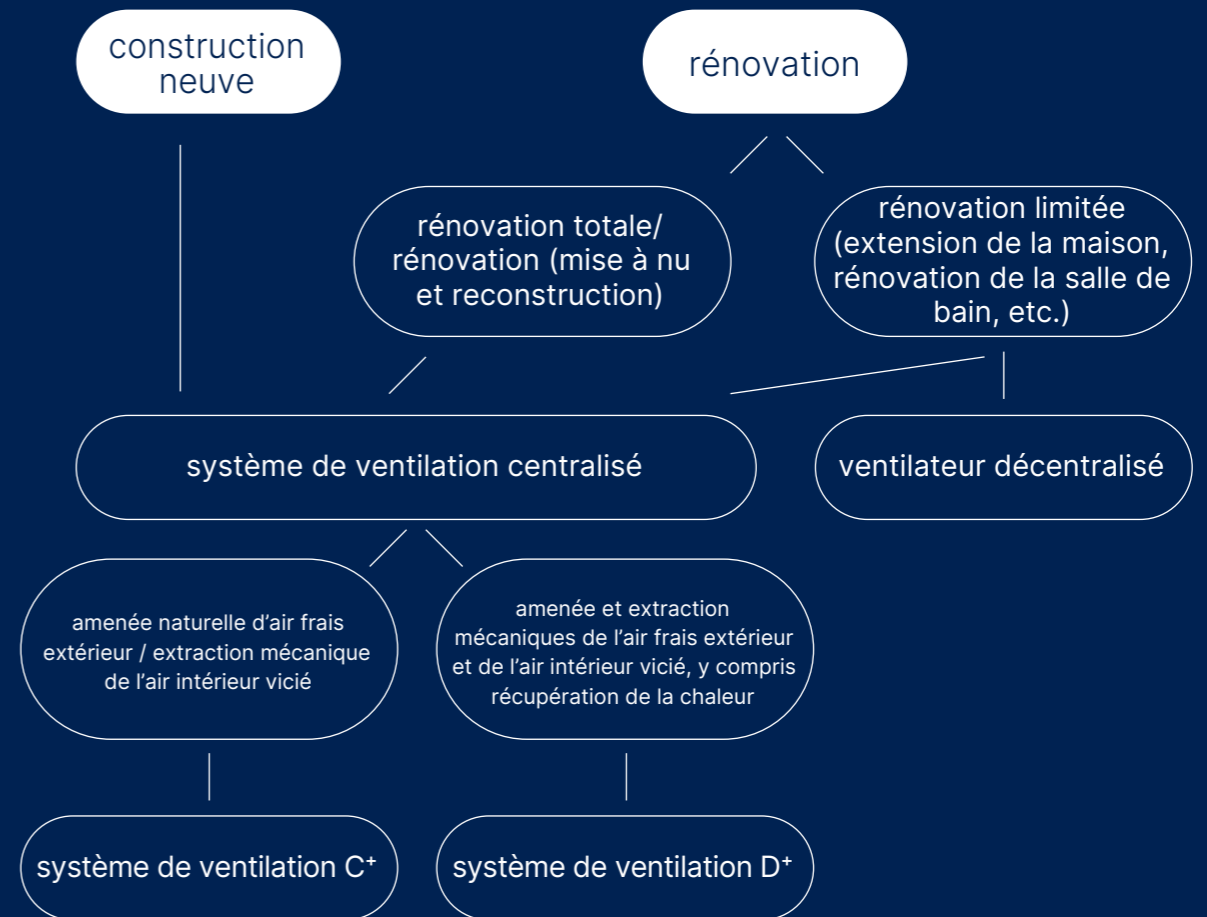 construction
neuve
rénovation
rénovation totale/
rénovation (mise à nu
et reconstruction)
rénovation limitée
(extension de la maison,
rénovation de la salle de
bain, etc.)
système de ventilation centralisé
ventilateur décentralisé
amenée naturelle d’air frais
extérieur / extraction mécanique
de l’air intérieur vicié
amenée et extraction
mécaniques de l’air frais extérieur
et de l’air intérieur vicié, y compris
récupération de la chaleur
système de ventilation C⁺
système de ventilation D⁺